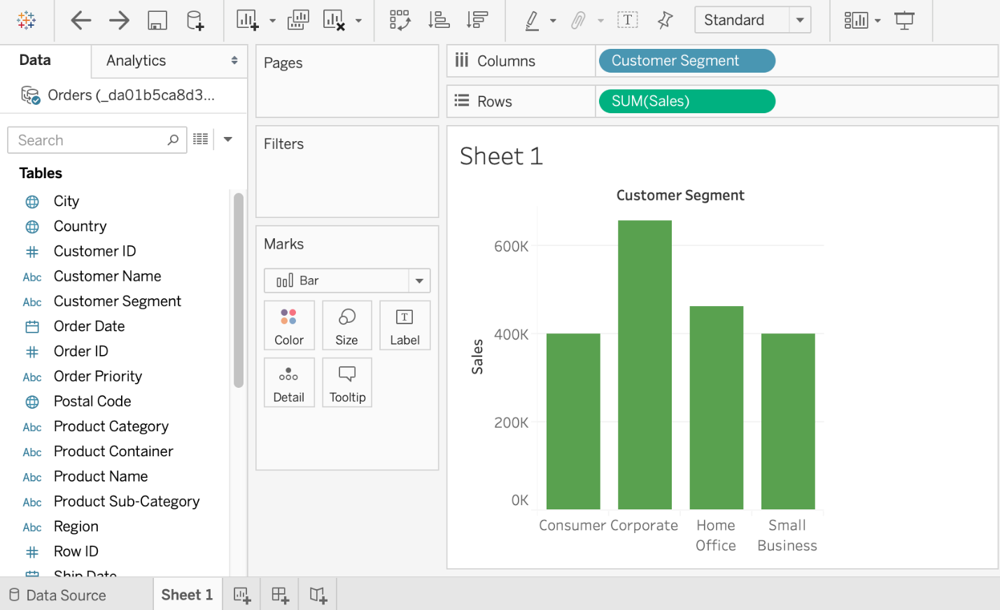 Standard
Data
Analytics
Orders (_da01b5ca8d3...
Search
Tables
City
Country
Customer ID
Abc Customer Name
Abc Customer Segment
Order Date
Order ID
Abc Order Priority
Postal Code
Abc Product Category
Abc Product Container
Abc Product Name
Abc Product Sub-Category
Abc Region
Row ID
Ship Date
Pages
Filters
Marks
Bar
Color
Size
T
Label
Detail
Tooltip
Columns
Customer Segment
Rows
SUM(Sales)
Sheet 1
Customer Segment
600K
400K
200K
0K
Sales
Consumer
Corporate
Home
Office
Small
Business
T
Data Source
Sheet 1